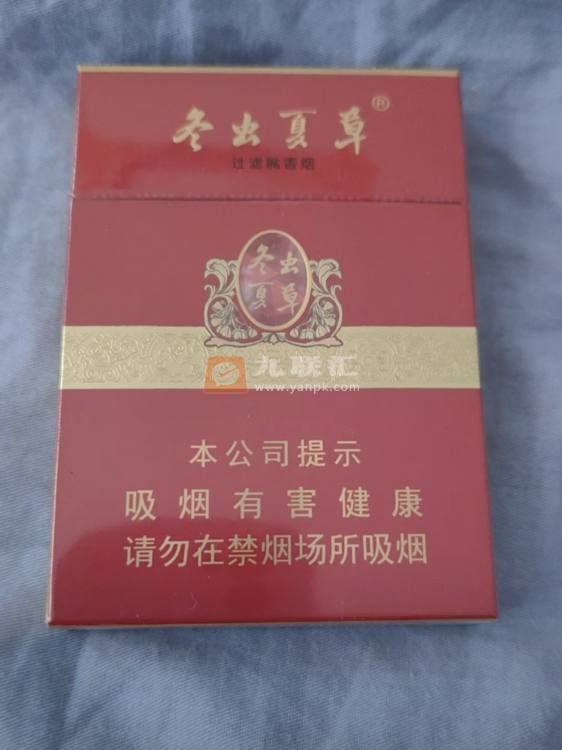 冬虫夏草®
过滤嘴香烟
冬虫
夏草
九联汇
www.yanpk.com
本公司提示
吸烟有害健康
请勿在禁烟场所吸烟